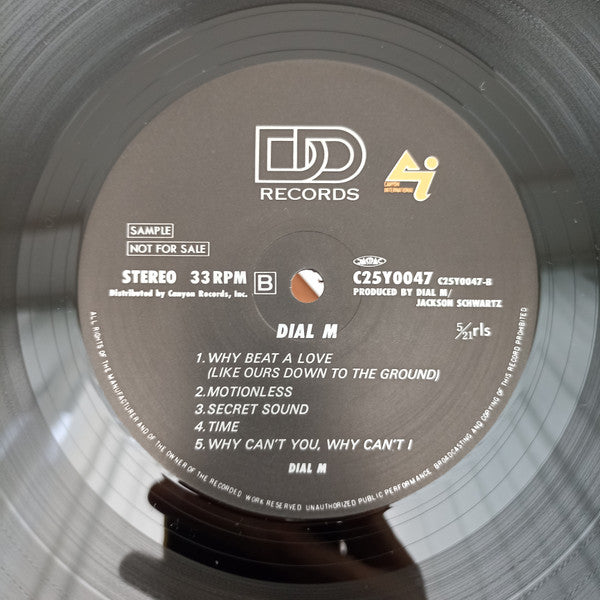 DD
RECORDS
CANYON
INTERNATIONAL
SAMPLE
NOT FOR SALE
STEREO 33 RPM B
Distributed by Canyon Records, Inc.
C25Y0047 C25Y0047-B
PRODUCED BY DIAL M/
JACKSON SCHWARTZ
5/21 rls
DIAL M
1. WHY BEAT A LOVE
(LIKE OURS DOWN TO THE GROUND)
2. MOTIONLESS
3. SECRET SOUND
4. TIME
5. WHY CAN'T YOU, WHY CAN'T I
DIAL M
ALL RIGHTS OF THE MANUFACTURER AND OF THE OWNER OF THE RECORDED WORK RESERVED UNAUTHORIZED PUBLIC PERFORMANCE BROADCASTING AND COPYING OF THIS RECORD PROHIBITED